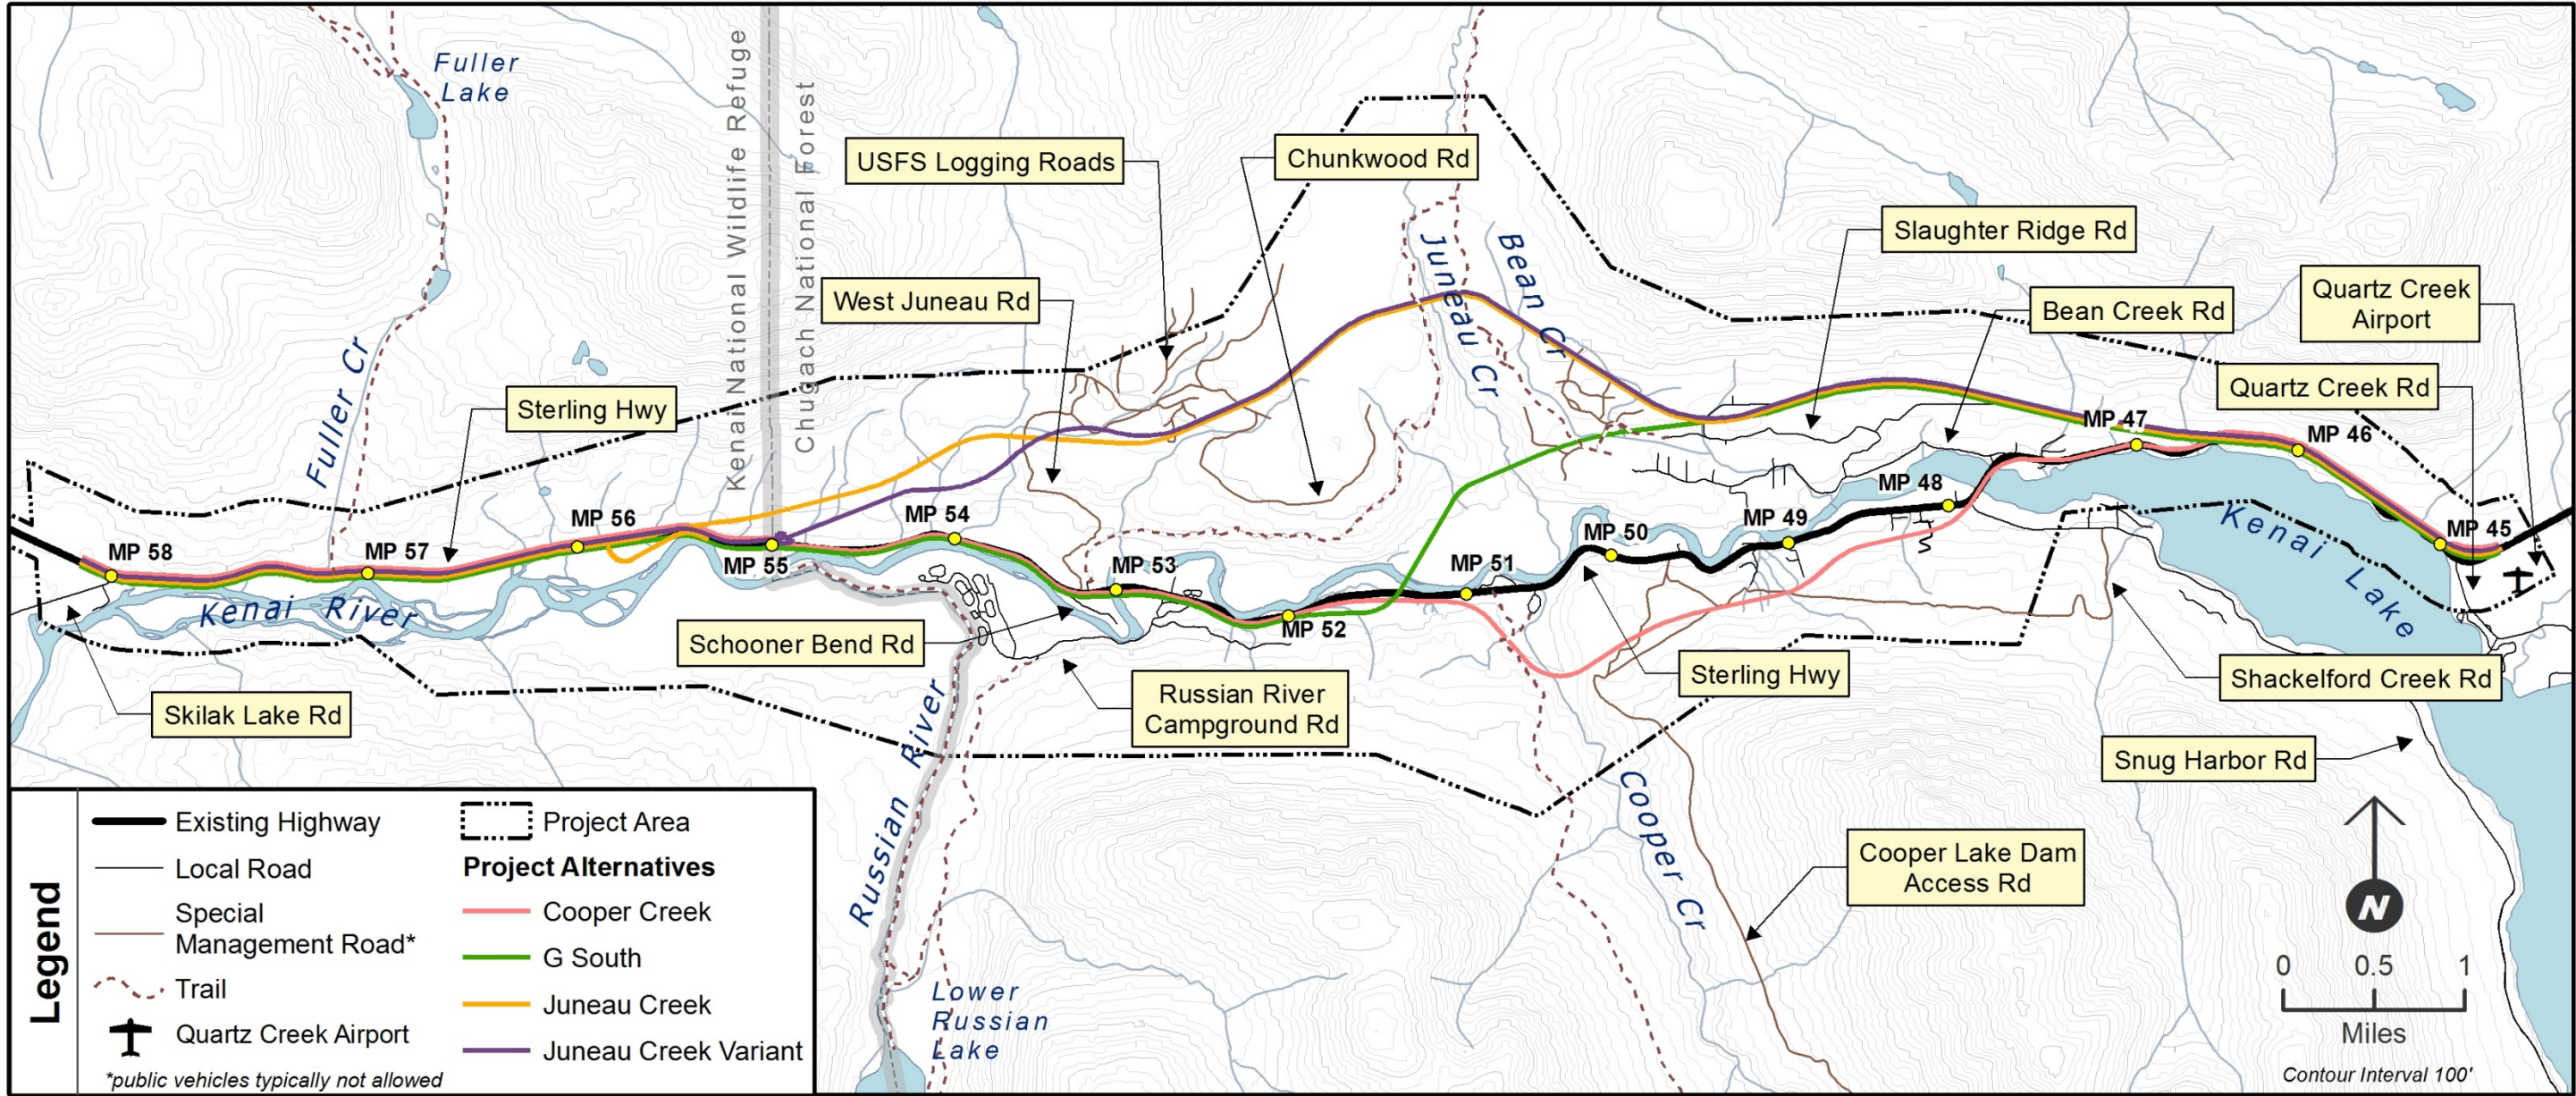 Fuller
Lake
Kenai National Wildlife Refuge
Chugach National Forest
USFS Logging Roads
Chunkwood Rd
Slaughter Ridge Rd
West Juneau Rd
Juneau Cr
Bean Cr
Bean Creek Rd
Quartz Creek
Airport
Quartz Creek Rd
Fuller Cr
Sterling Hwy
MP 47
MP 46
MP 48
MP 45
MP 49
MP 50
MP 51
MP 52
MP 53
MP 54
MP 55
MP 56
MP 57
MP 58
Kenai River
Kenai Lake
Schooner Bend Rd
Sterling Hwy
Shackelford Creek Rd
Skilak Lake Rd
Russian River
Campground Rd
Russian River
Snug Harbor Rd
Cooper Cr
Cooper Lake Dam
Access Rd
Lower
Russian
Lake
Legend
Existing Highway
Local Road
Special
Management Road*
Trail
Quartz Creek Airport
*public vehicles typically not allowed
Project Area
Project Alternatives
Cooper Creek
G South
Juneau Creek
Juneau Creek Variant
N
0 0.5 1
Miles
Contour Interval 100'